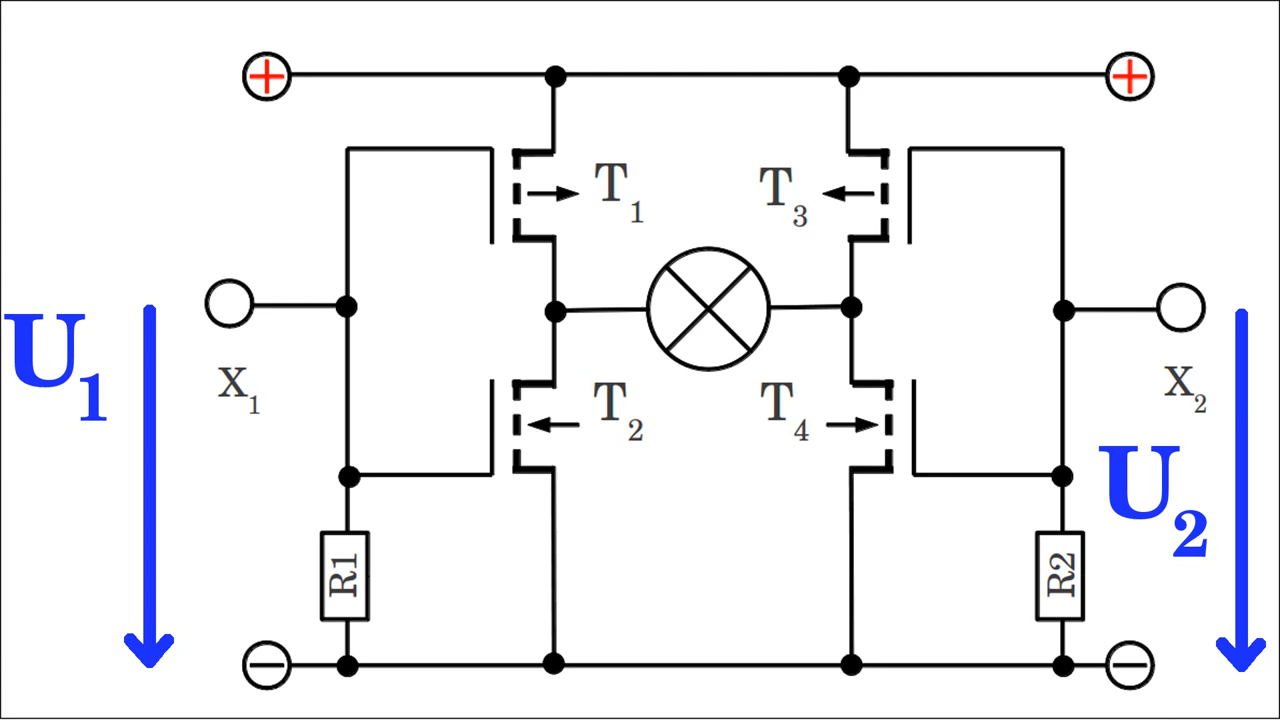 +
+
T1
T3
U1
X1
X2
T2
T4
U2
R1
R2
−
−